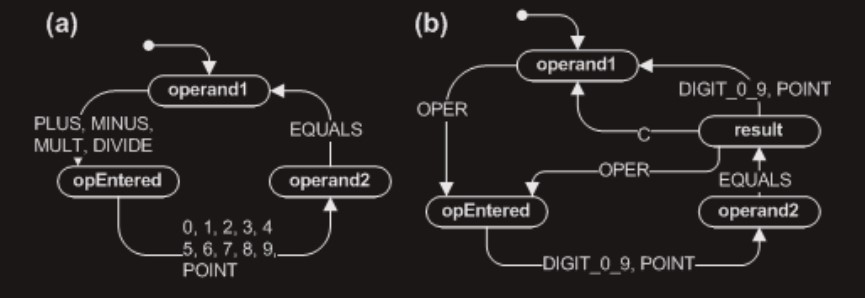 (a)
operand1
PLUS, MINUS,
MULT, DIVIDE
EQUALS
opEntered
operand2
0, 1, 2, 3, 4
5, 6, 7, 8, 9,
POINT
(b)
operand1
DIGIT_0_9, POINT
OPER
C
result
OPER
EQUALS
opEntered
operand2
DIGIT_0_9, POINT